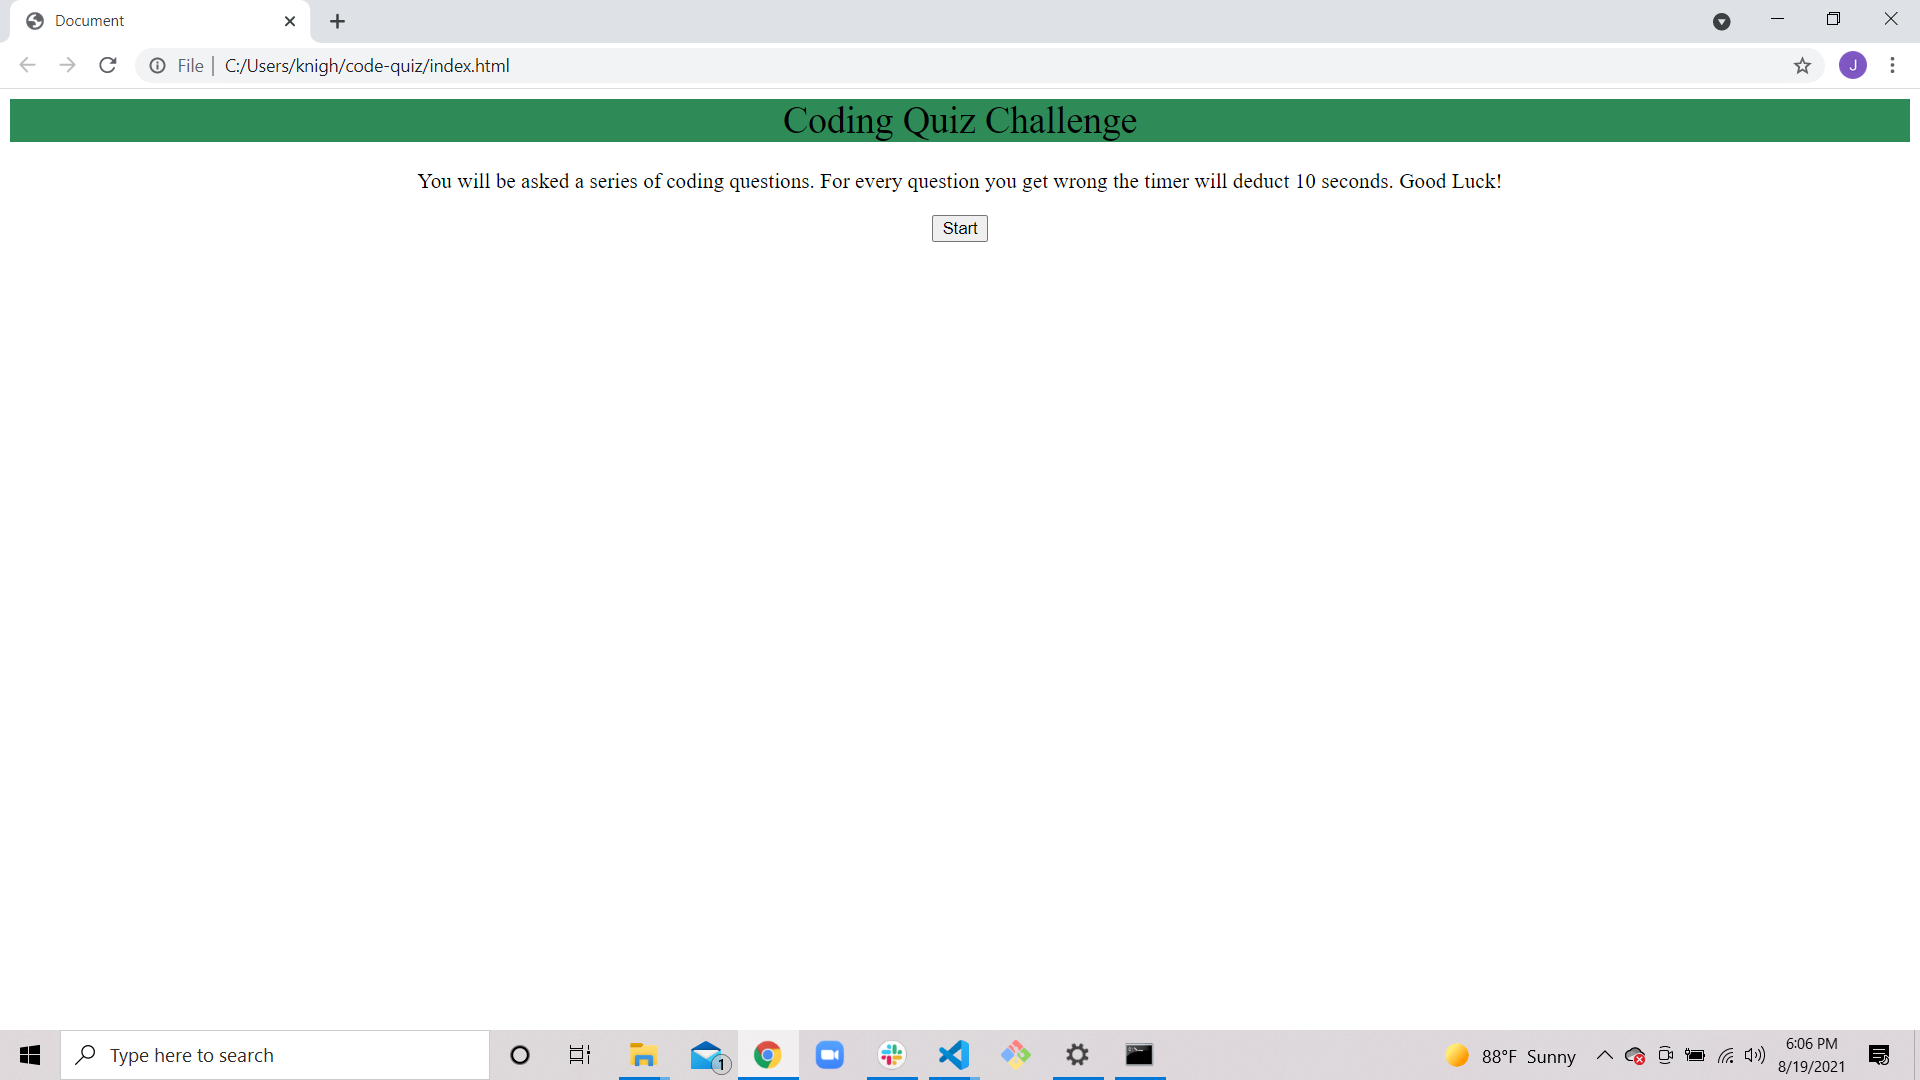 Document
File | C:/Users/knigh/code-quiz/index.html
J
Coding Quiz Challenge
You will be asked a series of coding questions. For every question you get wrong the timer will deduct 10 seconds. Good Luck!
Start
Type here to search
1
88°F Sunny
6:06 PM
8/19/2021